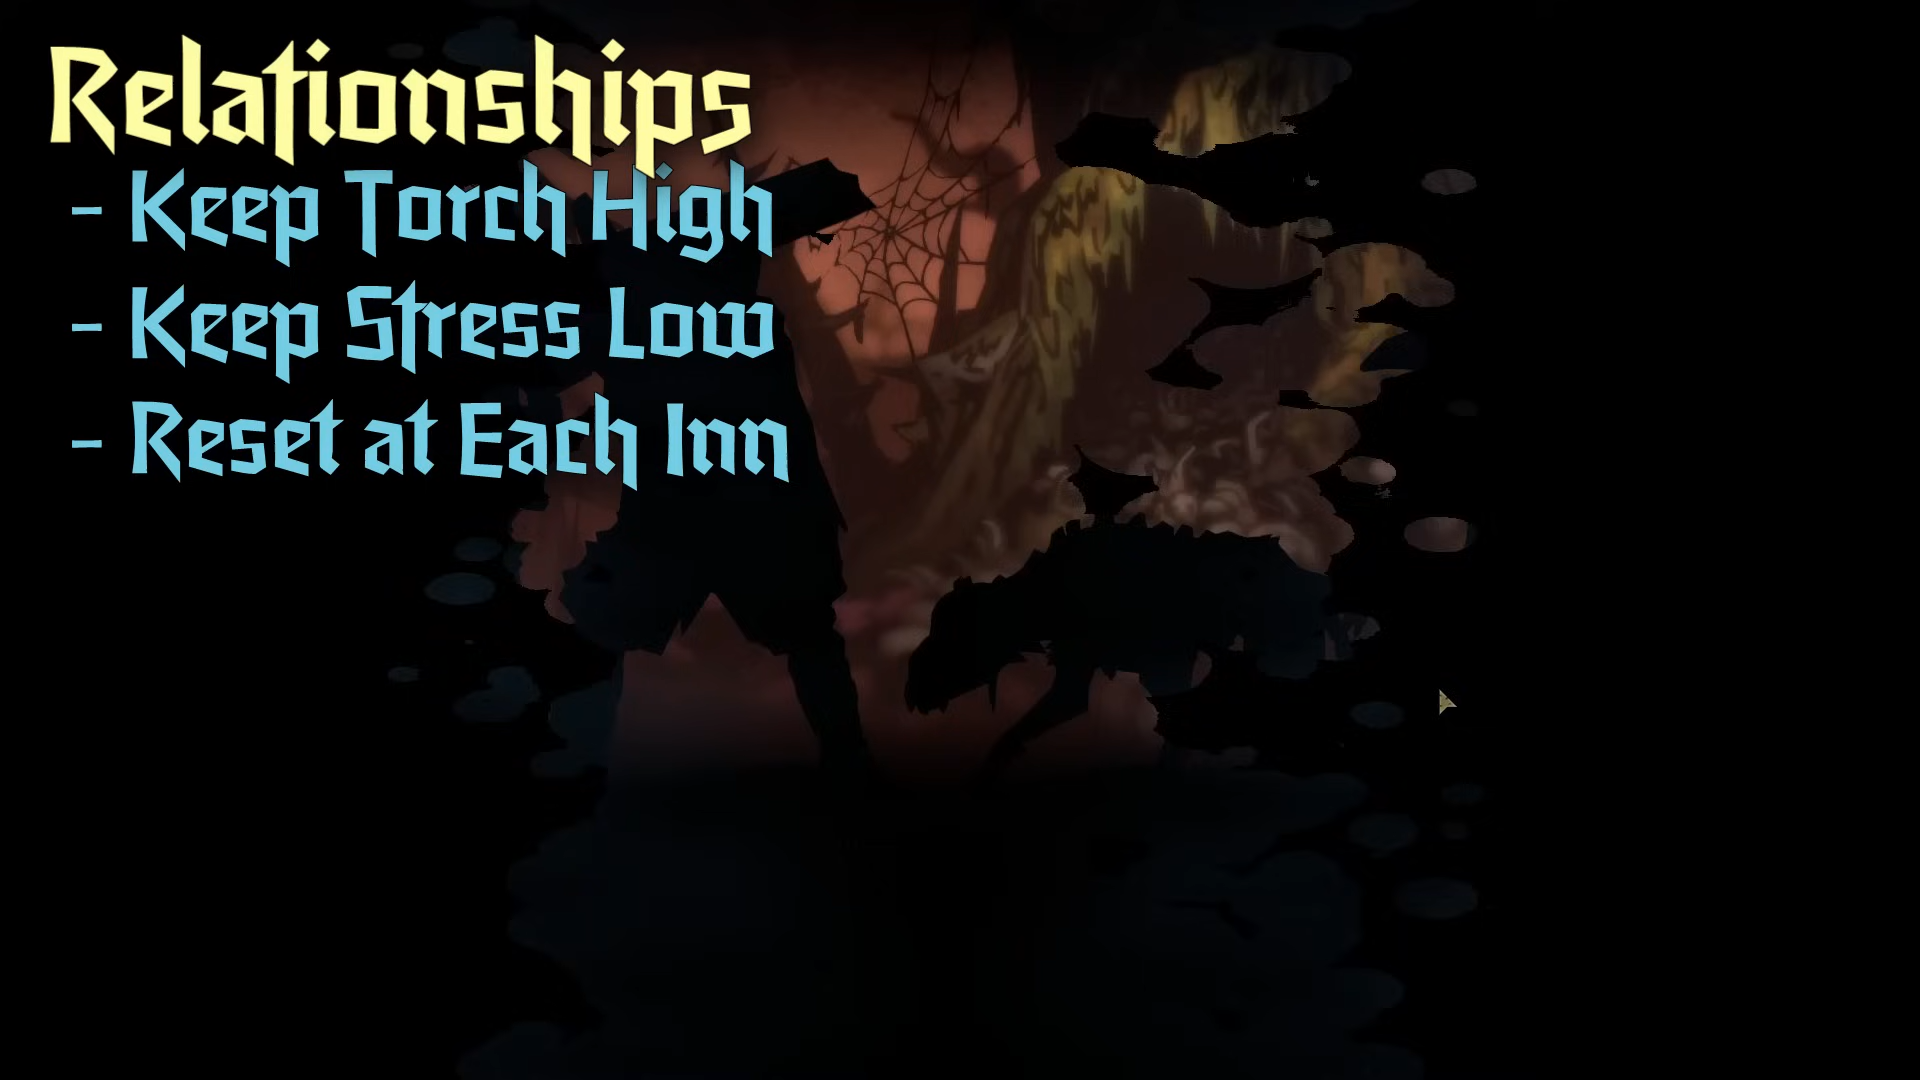 Relationships
- Keep Torch High
- Keep Stress Low
- Reset at Each Inn